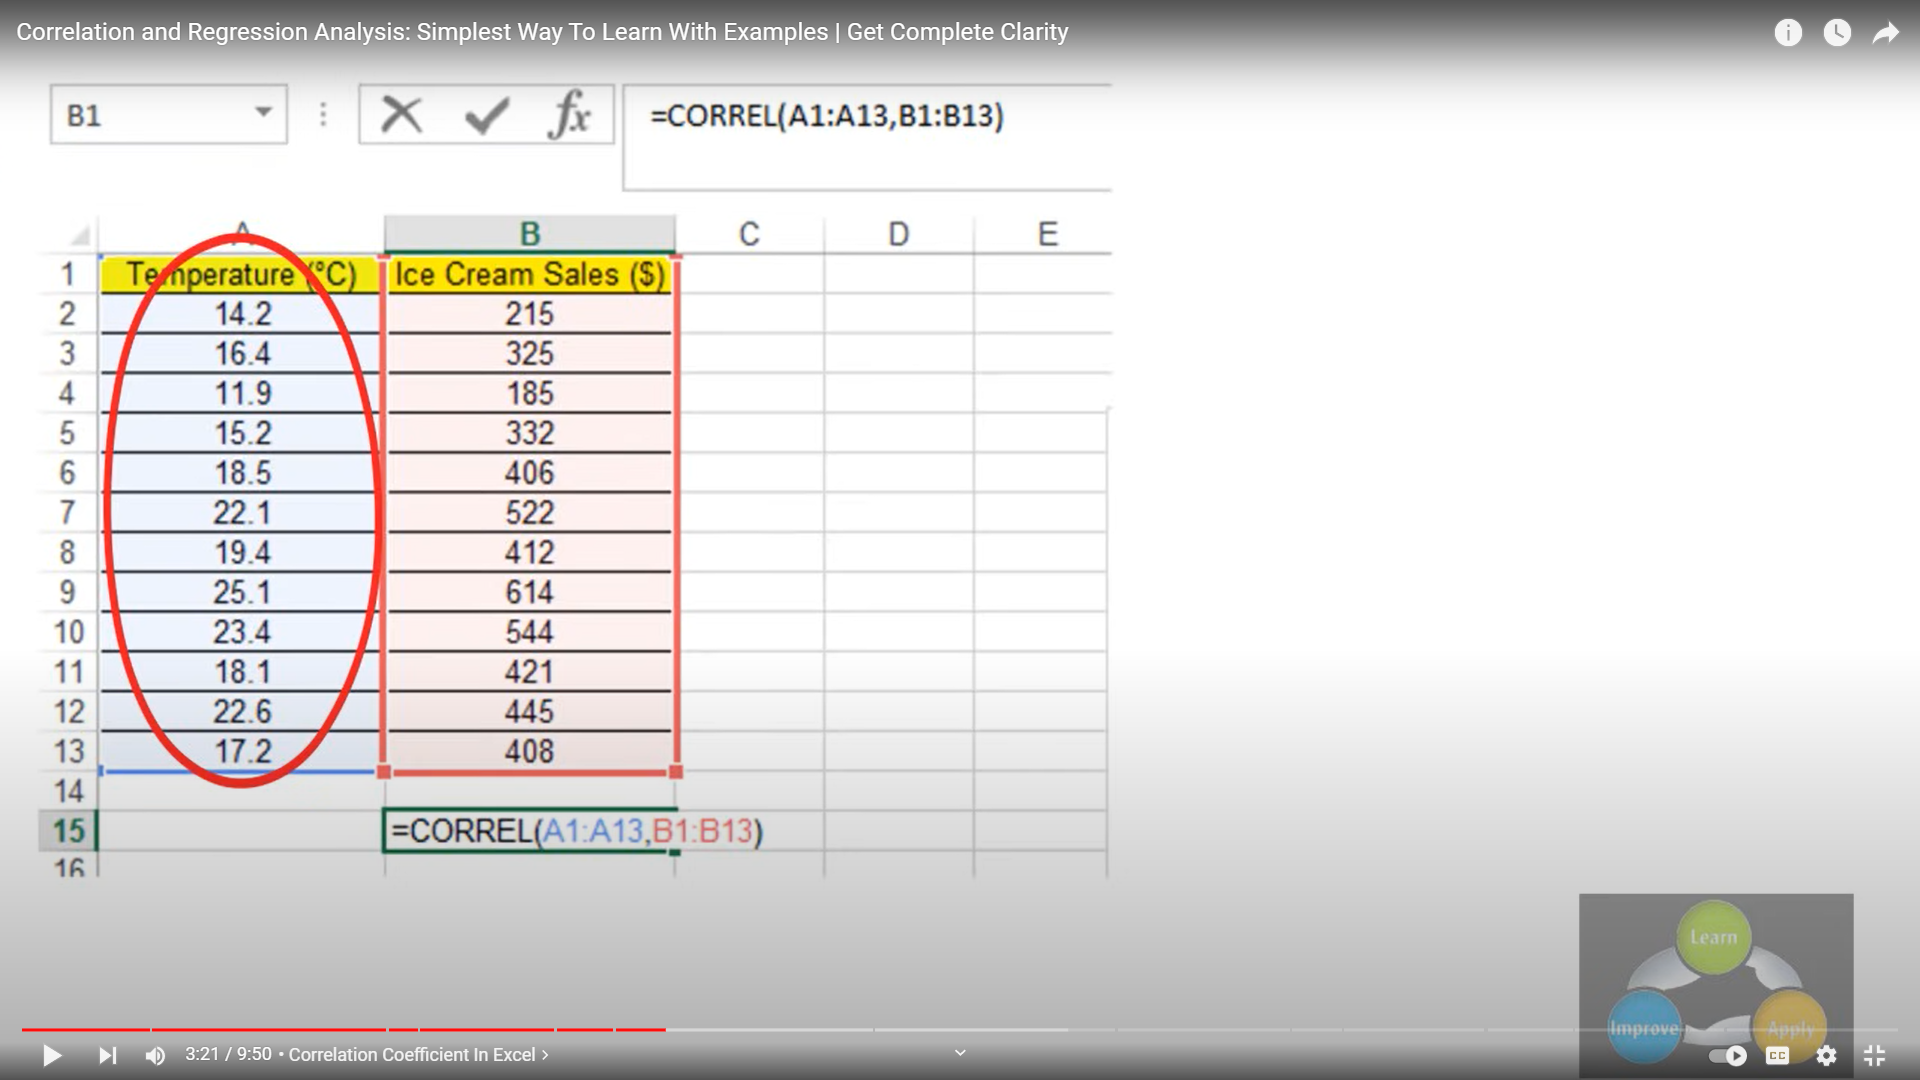 Correlation and Regression Analysis: Simplest Way To Learn With Examples | Get Complete Clarity
B1 fx =CORREL(A1:A13,B1:B13)
A B C D E
1 Temperature (°C) Ice Cream Sales ($)
2 14.2 215
3 16.4 325
4 11.9 185
5 15.2 332
6 18.5 406
7 22.1 522
8 19.4 412
9 25.1 614
10 23.4 544
11 18.1 421
12 22.6 445
13 17.2 408
14
15 =CORREL(A1:A13,B1:B13)
16
Learn
Improve Apply
3:21 / 9:50 • Correlation Coefficient In Excel ›
CC